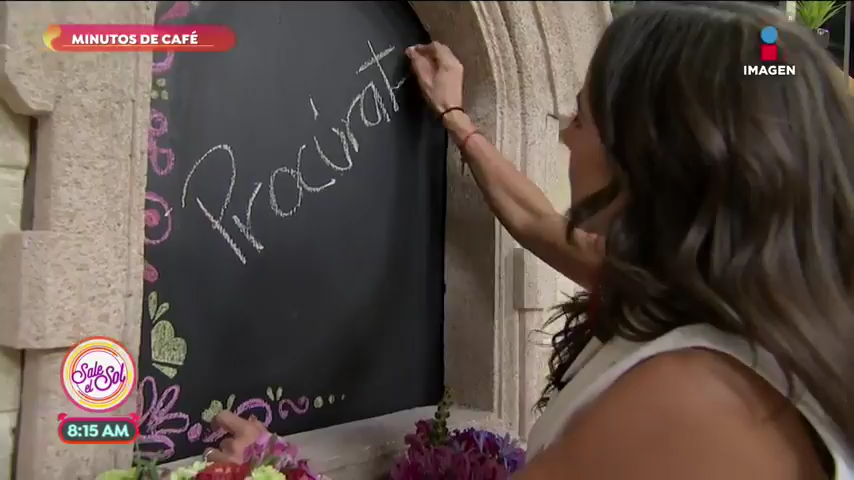 MINUTOS DE CAFÉ
IMAGEN
Procurat
Sale el Sol
8:15 AM